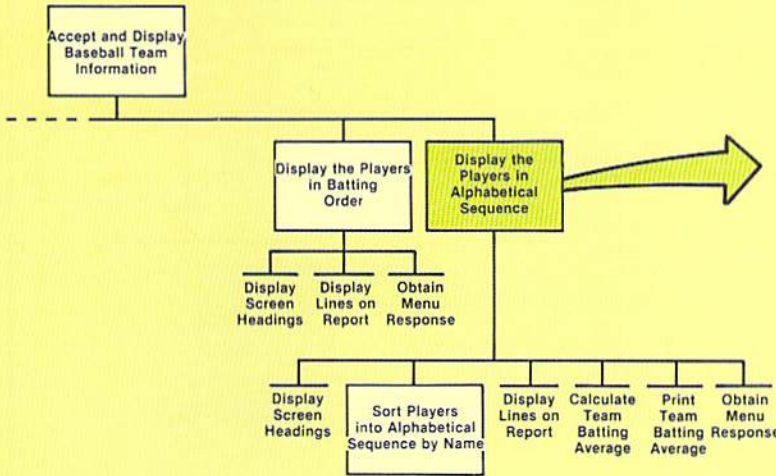 Accept and Display
Baseball Team
Information
Display the Players
in Batting
Order
Display the
Players in
Alphabetical
Sequence
Display
Screen
Headings
Display
Lines on
Report
Obtain
Menu
Response
Display
Screen
Headings
Sort Players
into Alphabetical
Sequence by Name
Display
Lines on
Report
Calculate
Team
Batting
Average
Print
Team
Batting
Average
Obtain
Menu
Response